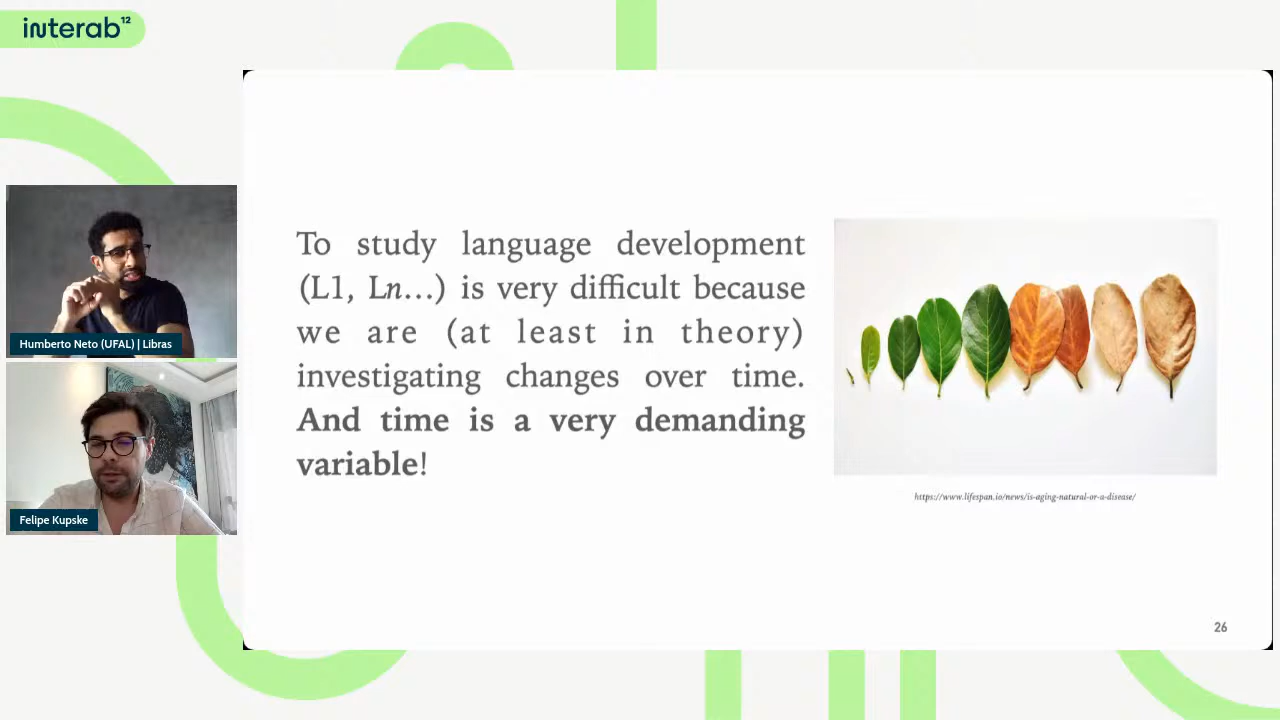 interab¹²
To study language development
(L1, Ln...) is very difficult because
we are (at least in theory)
investigating changes over time.
And time is a very demanding
variable!
https://www.lifespan.io/news/is-aging-natural-or-a-disease/
26
Humberto Neto (UFAL) | Libras
Felipe Kupske